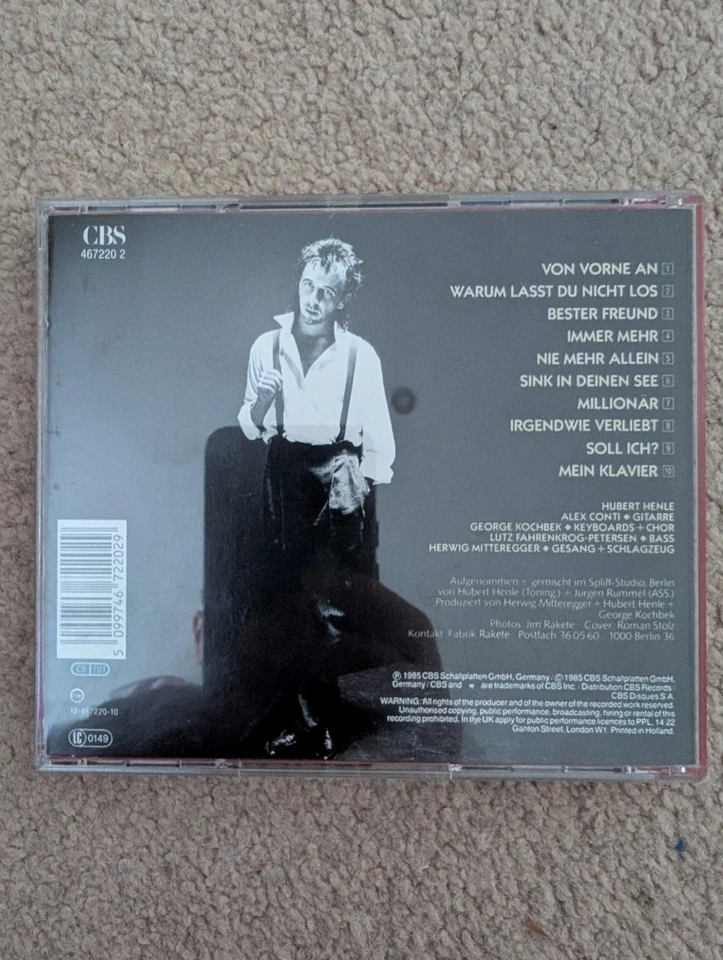 CBS
467220 2
VON VORNE AN 1
WARUM LÄSST DU NICHT LOS 2
BESTER FREUND 3
IMMER MEHR 4
NIE MEHR ALLEIN 5
SINK IN DEINEN SEE 6
MILLIONÄR 7
IRGENDWIE VERLIEBT 8
SOLL ICH? 9
MEIN KLAVIER 10
HUBERT HENLE
ALEX CONTI ◆ GITARRE
GEORGE KOCHBEK ◆ KEYBOARDS + CHOR
LUTZ FAHRENKROG-PETERSEN ◆ BASS
HERWIG MITTEREGGER ◆ GESANG + SCHLAGZEUG
Aufgenommen + gemischt im Spliff-Studio, Berlin
von Hubert Henle (Toning.) + Jürgen Rummel (ASS.)
Produziert von Herwig Mitteregger + Hubert Henle +
George Kochbek
Photos: Jim Rakete · Cover: Roman Stolz
Kontakt: Fabrik Rakete · Postfach 36 05 60 · 1000 Berlin 36
℗ 1985 CBS Schallplatten GmbH, Germany / © 1985 CBS Schallplatten GmbH,
Germany / CBS and are trademarks of CBS Inc. / Distribution CBS Records /
CBS Disques S.A.
WARNING: All rights of the producer and of the owner of the recorded work reserved.
Unauthorised copying, public performance, broadcasting, hiring or rental of this
recording prohibited. In the UK apply for public performance licences to PPL, 14-22
Ganton Street, London W1. Printed in Holland.
5 099746 722029
CB 701
12-467220-10
LC 0149